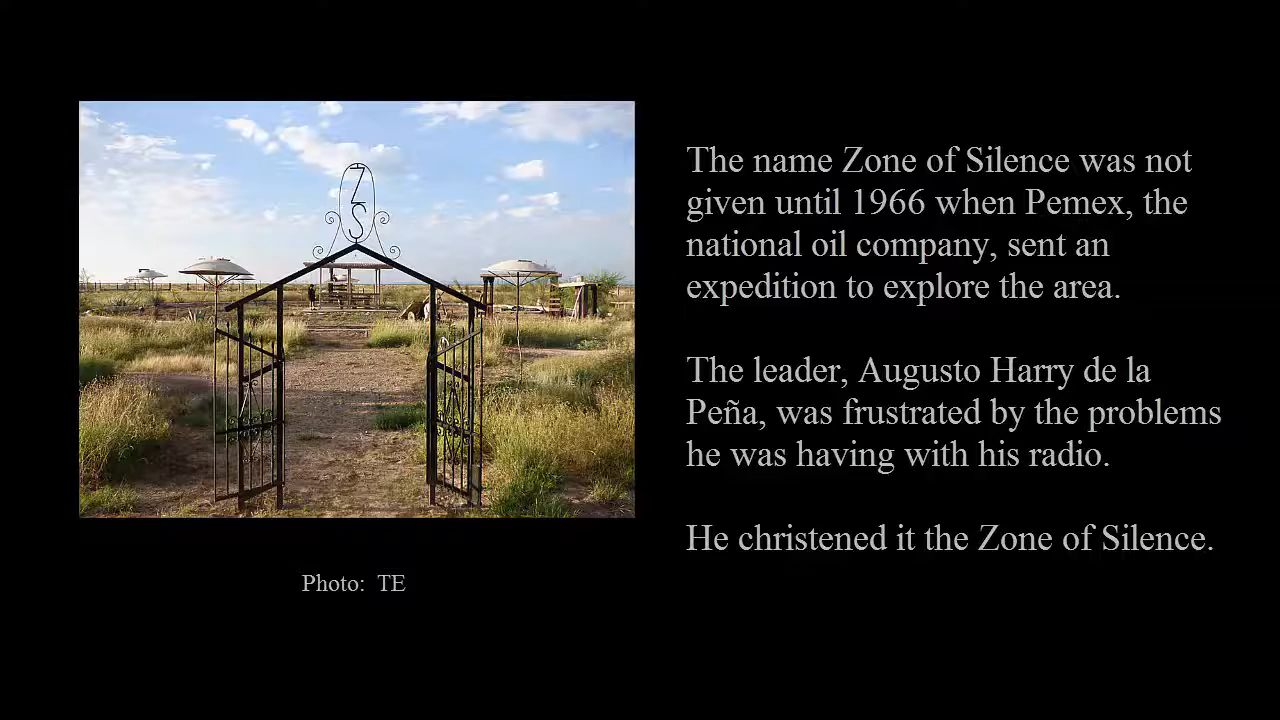 ZS
The name Zone of Silence was not
given until 1966 when Pemex, the
national oil company, sent an
expedition to explore the area.
The leader, Augusto Harry de la
Peña, was frustrated by the problems
he was having with his radio.
He christened it the Zone of Silence.
Photo: TE